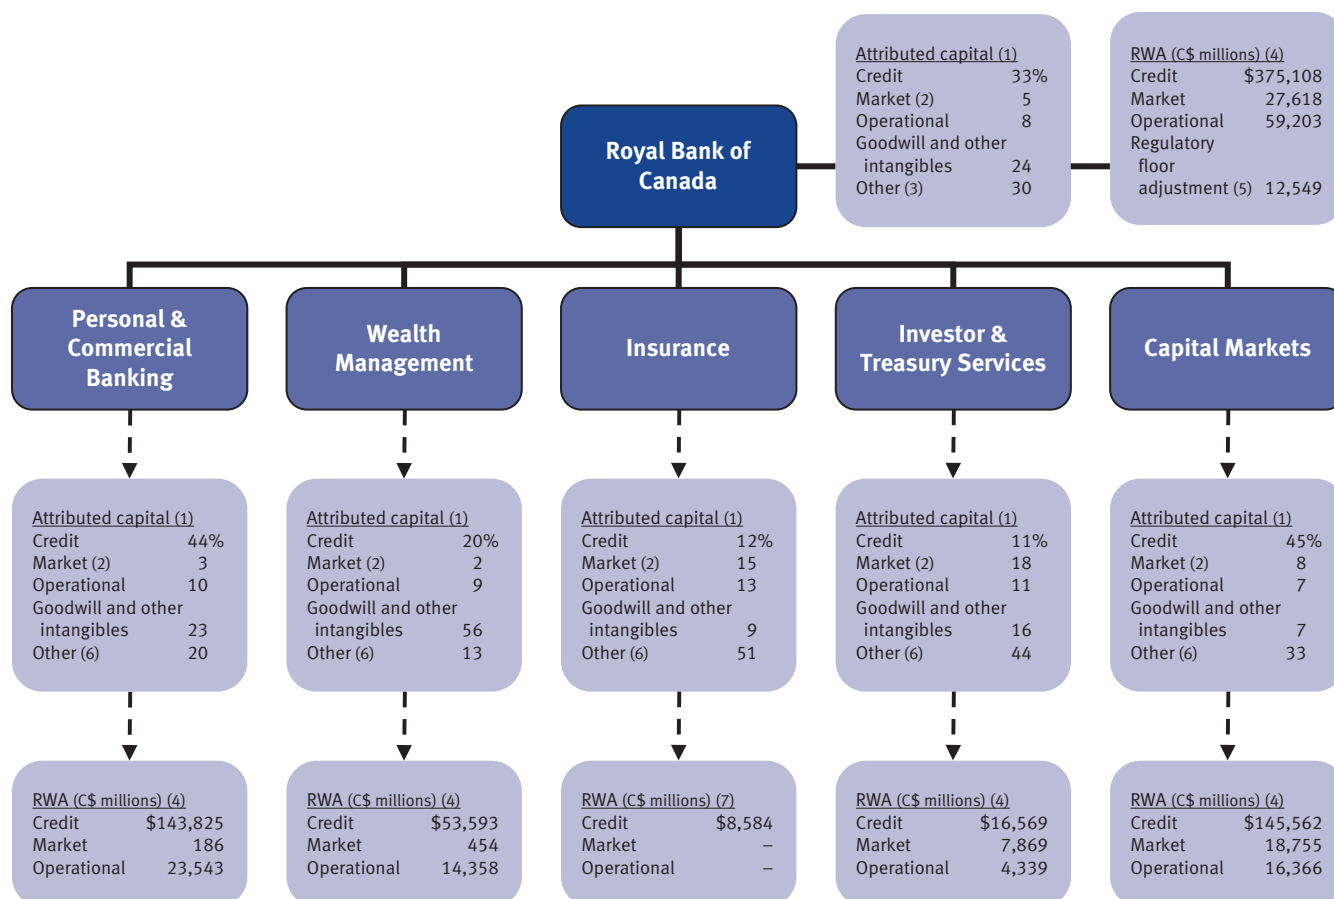 Royal Bank of
Canada
Attributed capital (1)
Credit 33%
Market (2) 5
Operational 8
Goodwill and other
intangibles 24
Other (3) 30
RWA (C$ millions) (4)
Credit $375,108
Market 27,618
Operational 59,203
Regulatory
floor
adjustment (5) 12,549
Personal &
Commercial
Banking
Wealth
Management
Insurance
Investor &
Treasury Services
Capital Markets
Attributed capital (1)
Credit 44%
Market (2) 3
Operational 10
Goodwill and other
intangibles 23
Other (6) 20
Attributed capital (1)
Credit 20%
Market (2) 2
Operational 9
Goodwill and other
intangibles 56
Other (6) 13
Attributed capital (1)
Credit 12%
Market (2) 15
Operational 13
Goodwill and other
intangibles 9
Other (6) 51
Attributed capital (1)
Credit 11%
Market (2) 18
Operational 11
Goodwill and other
intangibles 16
Other (6) 44
Attributed capital (1)
Credit 45%
Market (2) 8
Operational 7
Goodwill and other
intangibles 7
Other (6) 33
RWA (C$ millions) (4)
Credit $143,825
Market 186
Operational 23,543
RWA (C$ millions) (4)
Credit $53,593
Market 454
Operational 14,358
RWA (C$ millions) (7)
Credit $8,584
Market –
Operational –
RWA (C$ millions) (4)
Credit $16,569
Market 7,869
Operational 4,339
RWA (C$ millions) (4)
Credit $145,562
Market 18,755
Operational 16,366